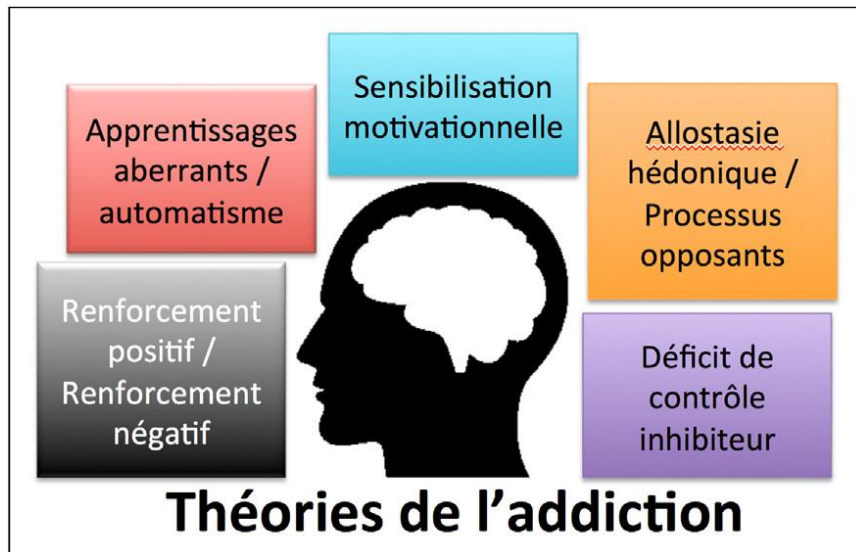 Sensibilisation
motivationnelle
Apprentissages
aberrants /
automatisme
Allostasie
hédonique /
Processus
opposants
Renforcement
positif /
Renforcement
négatif
Déficit de
contrôle
inhibiteur
Théories de l'addiction